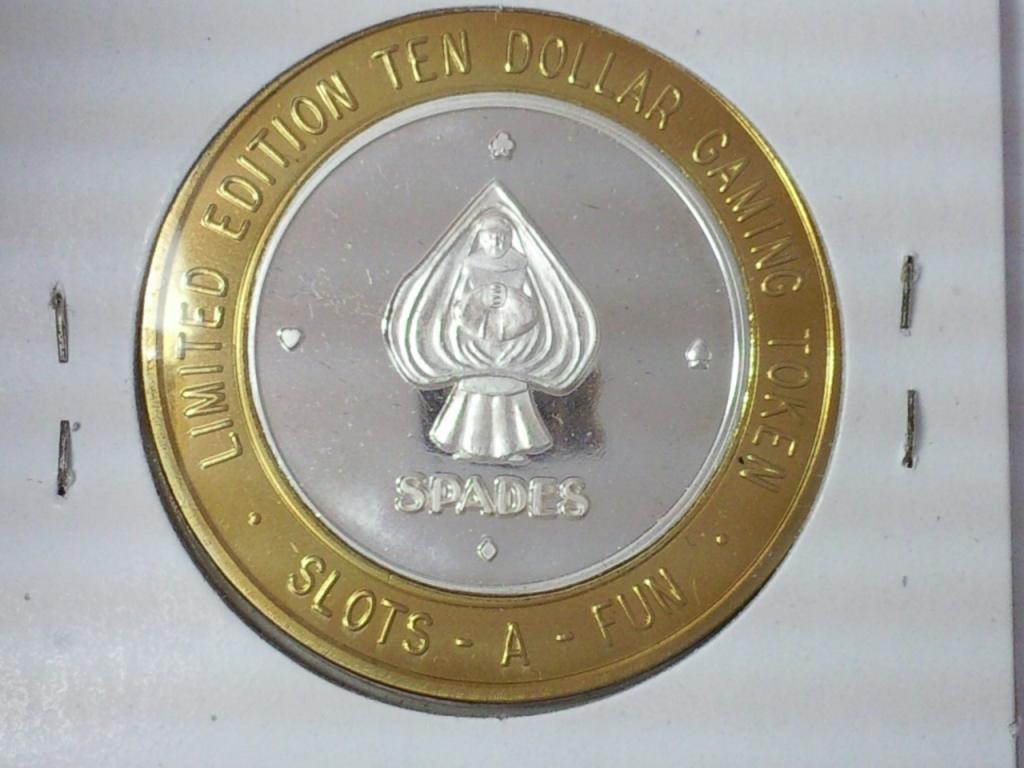 LIMITED EDITION TEN DOLLAR GAMING TOKEN
SPADES
SLOTS - A - FUN